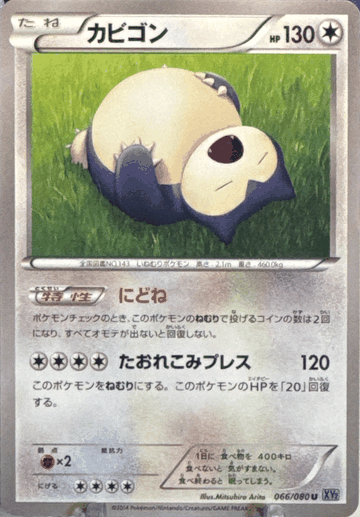 たね
カビゴン
HP 130
全国図鑑NO.143 いねむりポケモン 高さ：2.1m 重さ：460.0kg
特性 にどね
ポケモンチェックのとき、このポケモンのねむりで投げるコインの数は2回
になり、すべてオモテが出ないと回復しない。
たおれこみプレス 120
このポケモンをねむりにする。このポケモンのHPを「20」回復
する。
弱点 ×2 抵抗力
にげる
1日に 食べ物を 400キロ
食べないと 気がすまない。
食べ終わると 眠ってしまう。
Illus.Mitsuhiro Arita
066/080 U XY2
©2014 Pokémon/Nintendo/Creatures/GAME FREAK.